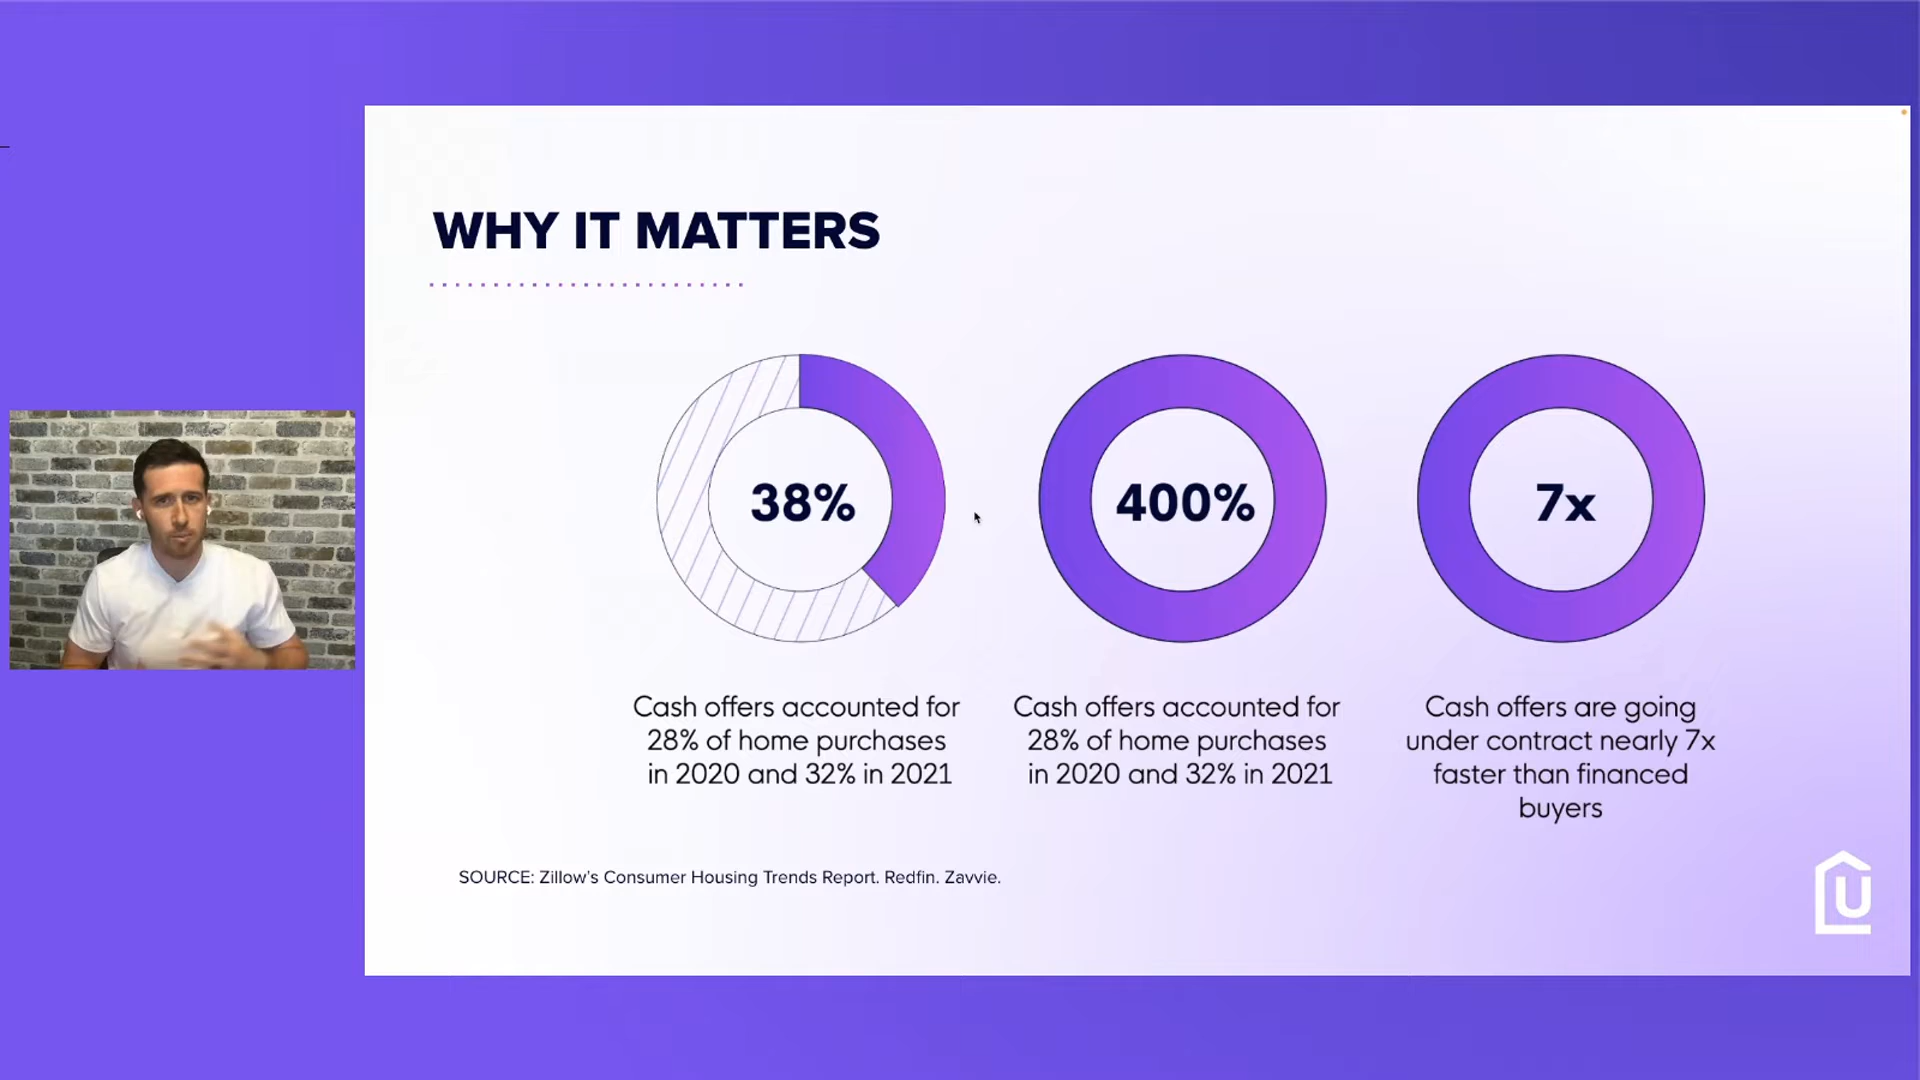 WHY IT MATTERS
38%
400%
7x
Cash offers accounted for
28% of home purchases
in 2020 and 32% in 2021
Cash offers accounted for
28% of home purchases
in 2020 and 32% in 2021
Cash offers are going
under contract nearly 7x
faster than financed
buyers
SOURCE: Zillow's Consumer Housing Trends Report. Redfin. Zavvie.
U